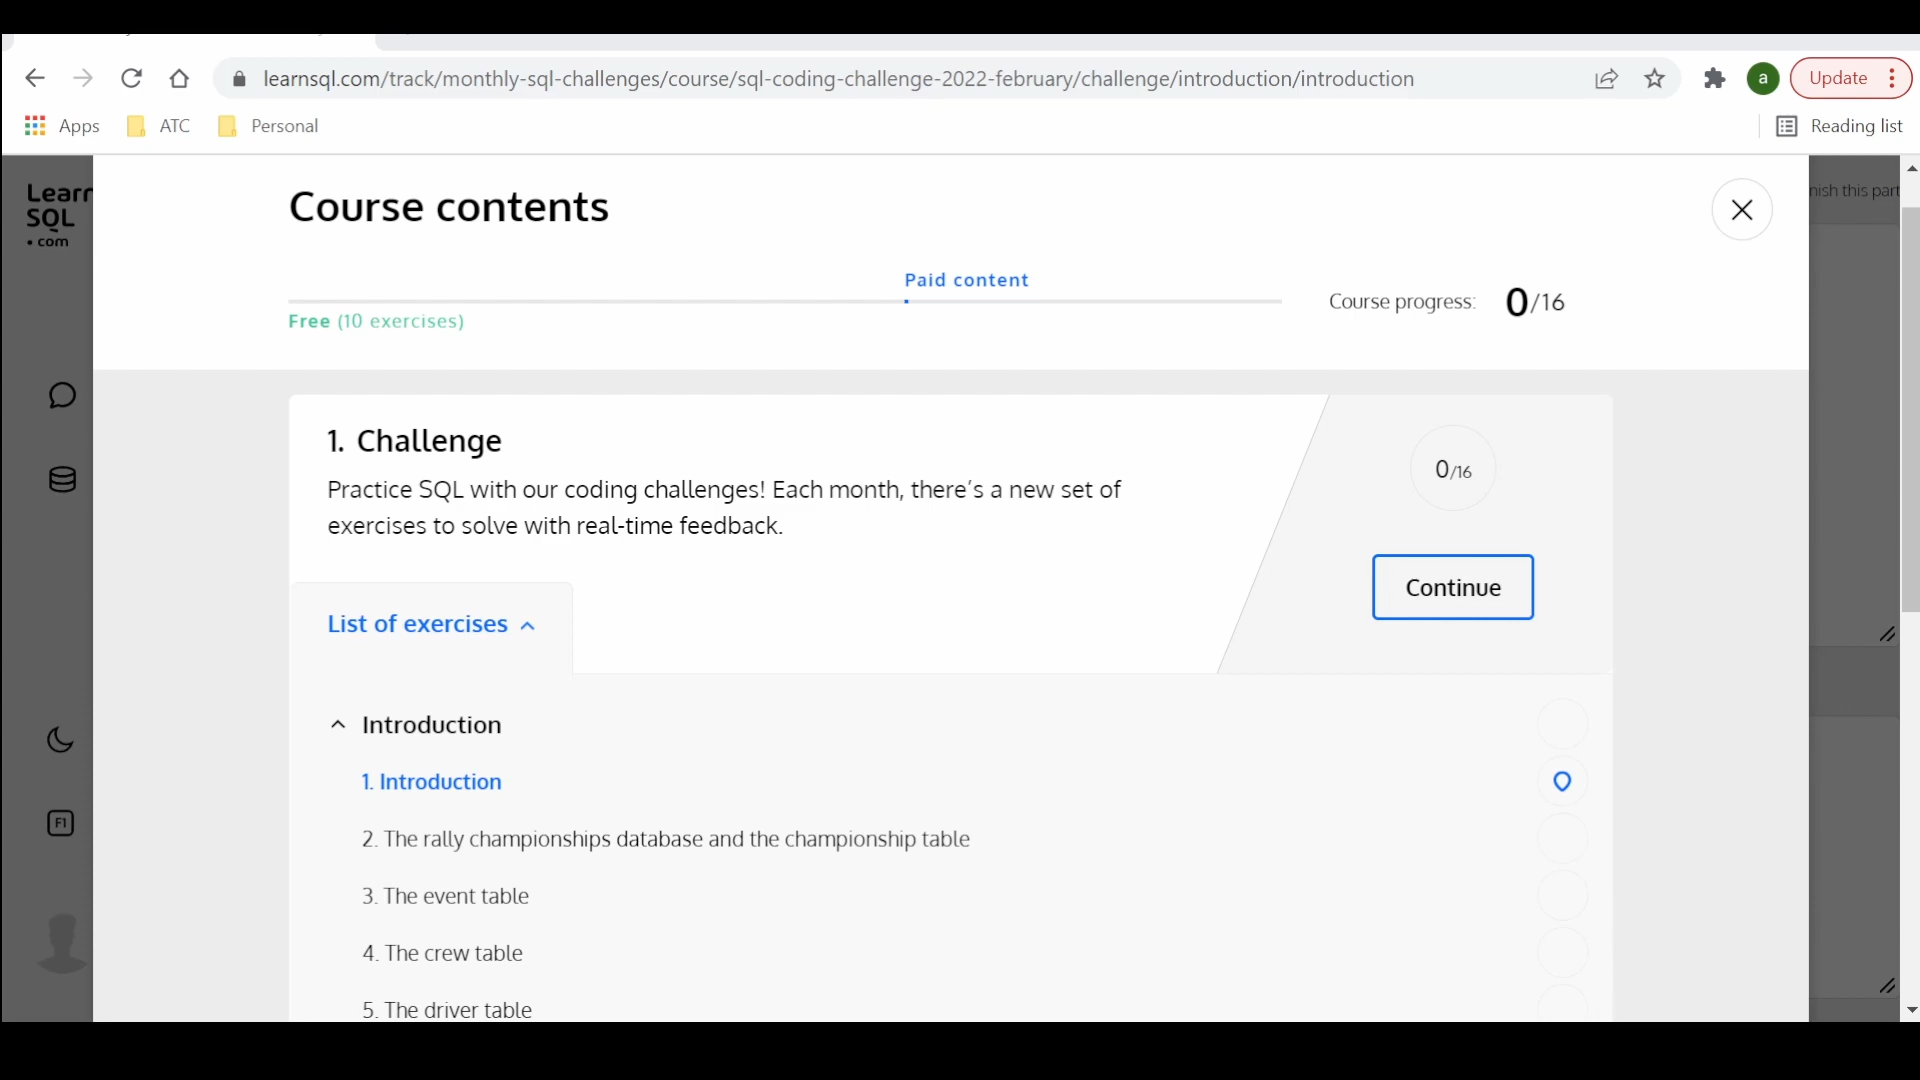 learnsql.com/track/monthly-sql-challenges/course/sql-coding-challenge-2022-february/challenge/introduction/introduction
a
Update
Apps
ATC
Personal
Reading list
Learn
SQL
• com
Course contents
nish this part
Paid content
Free (10 exercises)
Course progress: 0/16
1. Challenge
Practice SQL with our coding challenges! Each month, there's a new set of
exercises to solve with real-time feedback.
0/16
Continue
List of exercises
Introduction
1. Introduction
2. The rally championships database and the championship table
3. The event table
4. The crew table
5. The driver table
F1